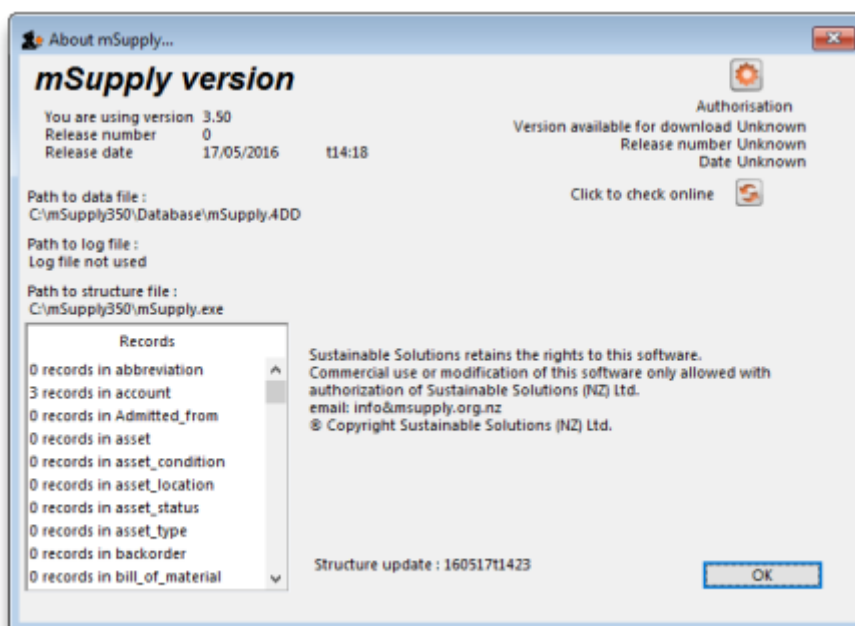 About mSupply...
mSupply version
You are using version 3.50
Release number 0
Release date 17/05/2016 t14:18
Authorisation
Version available for download Unknown
Release number Unknown
Date Unknown
Click to check online
Path to data file :
C:\mSupply350\Database\mSupply.4DD
Path to log file :
Log file not used
Path to structure file :
C:\mSupply350\mSupply.exe
Records
0 records in abbreviation
3 records in account
0 records in Admitted_from
0 records in asset
0 records in asset_condition
0 records in asset_location
0 records in asset_status
0 records in asset_type
0 records in backorder
0 records in bill_of_material
Sustainable Solutions retains the rights to this software.
Commercial use or modification of this software only allowed with
authorization of Sustainable Solutions (NZ) Ltd.
email: info&msupply.org.nz
® Copyright Sustainable Solutions (NZ) Ltd.
Structure update : 160517t1423
OK